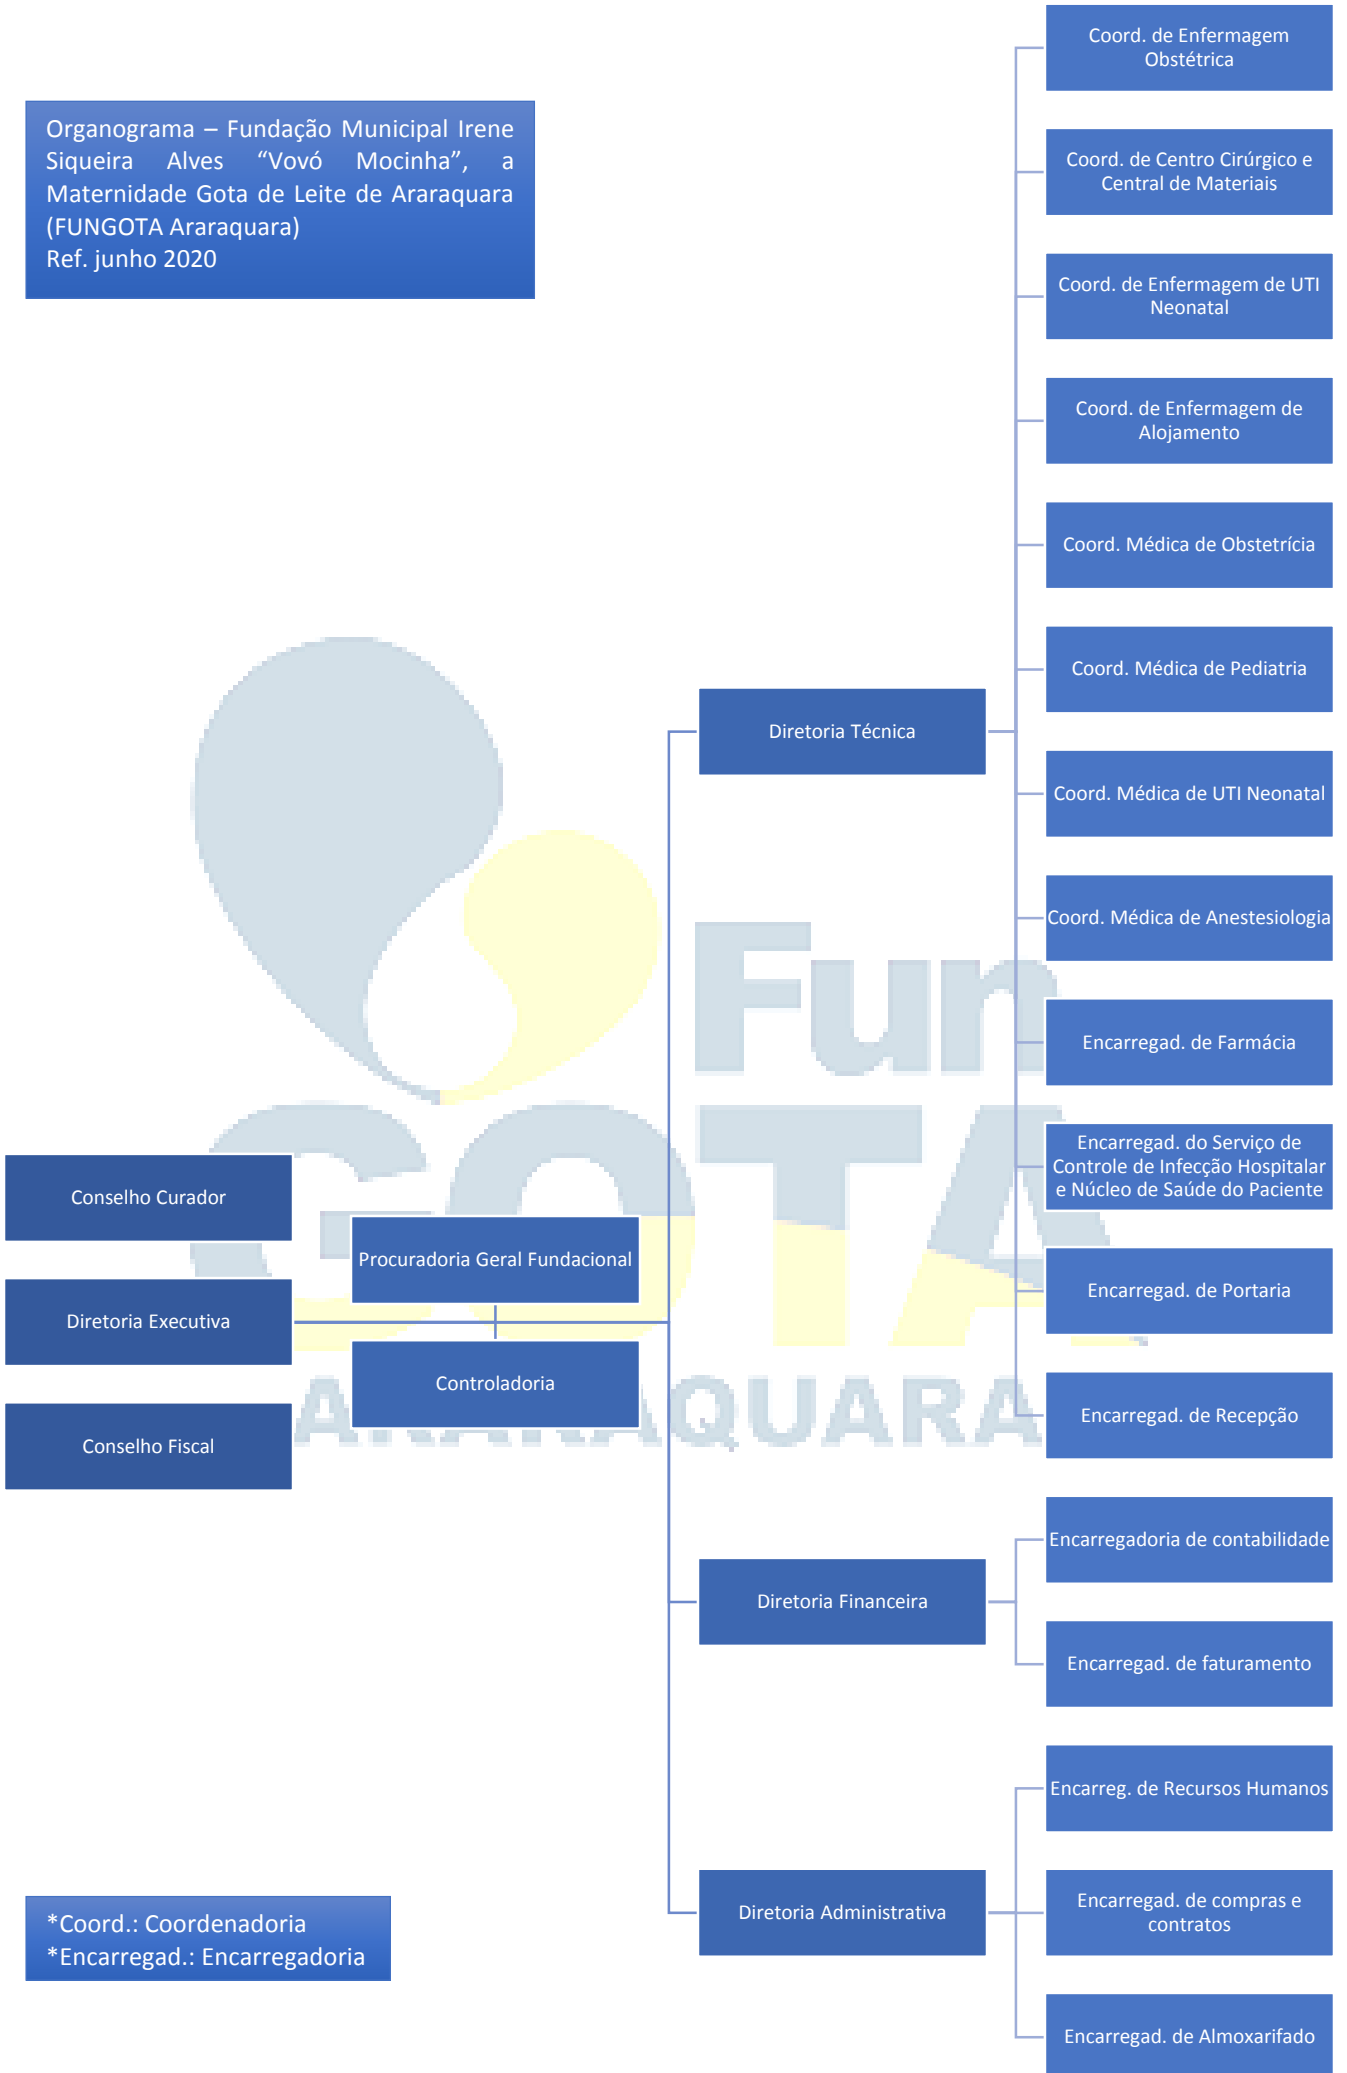 Organograma – Fundação Municipal Irene
Siqueira Alves “Vovó Mocinha”, a
Maternidade Gota de Leite de Araraquara
(FUNGOTA Araraquara)
Ref. junho 2020
Conselho Curador
Diretoria Executiva
Conselho Fiscal
Procuradoria Geral Fundacional
Controladoria
Diretoria Técnica
Coord. de Enfermagem
Obstétrica
Coord. de Centro Cirúrgico e
Central de Materiais
Coord. de Enfermagem de UTI
Neonatal
Coord. de Enfermagem de
Alojamento
Coord. Médica de Obstetrícia
Coord. Médica de Pediatria
Coord. Médica de UTI Neonatal
Coord. Médica de Anestesiologia
Encarregad. de Farmácia
Encarregad. do Serviço de
Controle de Infecção Hospitalar
e Núcleo de Saúde do Paciente
Encarregad. de Portaria
Encarregad. de Recepção
Diretoria Financeira
Encarregadoria de contabilidade
Encarregad. de faturamento
Diretoria Administrativa
Encarreg. de Recursos Humanos
Encarregad. de compras e
contratos
Encarregad. de Almoxarifado
*Coord.: Coordenadoria
*Encarregad.: Encarregadoria
Fun
GOTA
ARARAQUARA